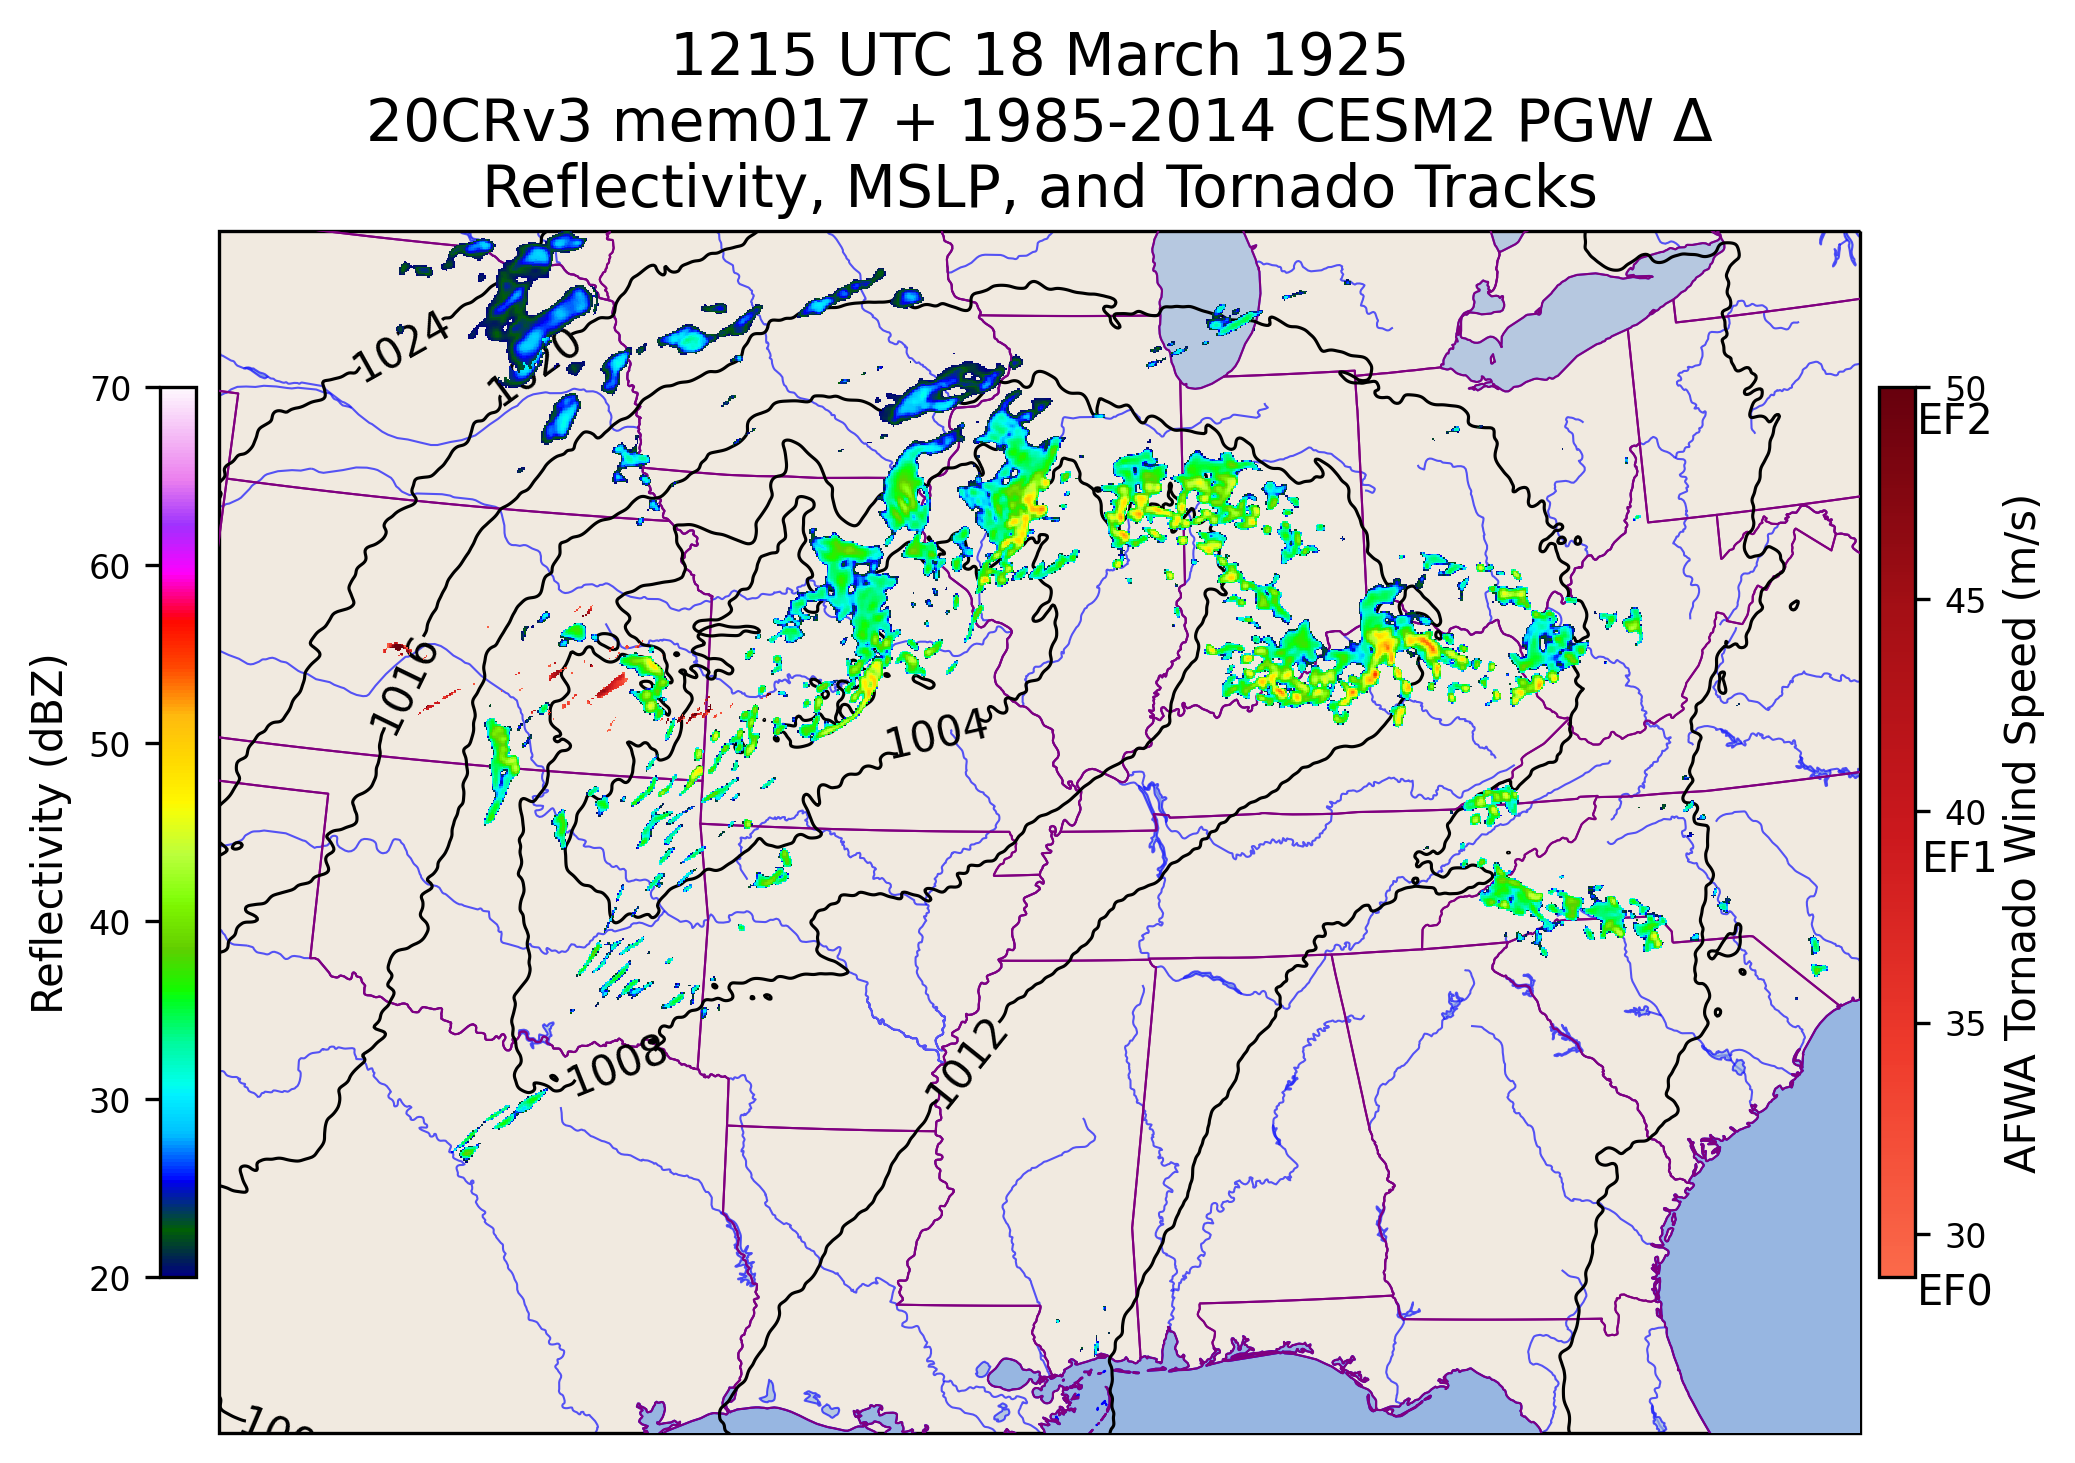 1215 UTC 18 March 1925
20CRv3 mem017 + 1985-2014 CESM2 PGW Δ
Reflectivity, MSLP, and Tornado Tracks
1024
1020
1016
1004
1008
1012
70
60
50
40
30
20
Reflectivity (dBZ)
50
EF2
45
40
EF1
35
30
EF0
AFWA Tornado Wind Speed (m/s)